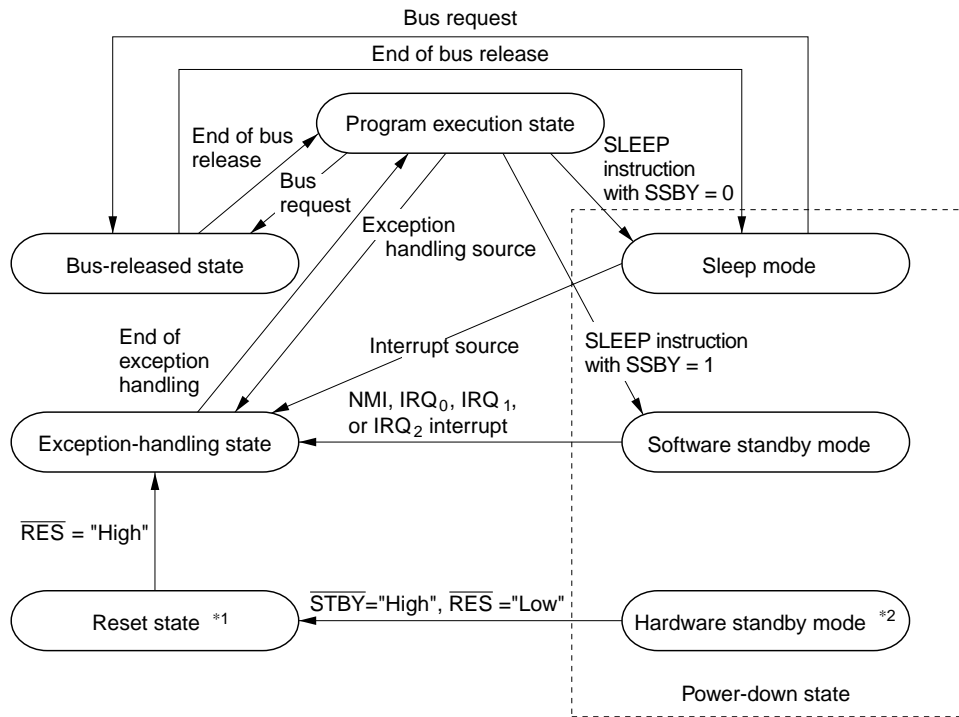 Bus request
End of bus release
Program execution state
End of bus
release
Bus
request
SLEEP
instruction
with SSBY = 0
Exception
handling source
Bus-released state
Sleep mode
End of
exception
handling
Interrupt source
SLEEP instruction
with SSBY = 1
NMI, IRQ0, IRQ1,
or IRQ2 interrupt
Exception-handling state
Software standby mode
R̅E̅S̅ = "High"
S̅T̅B̅Y̅="High", R̅E̅S̅ ="Low"
Reset state *1
Hardware standby mode *2
Power-down state